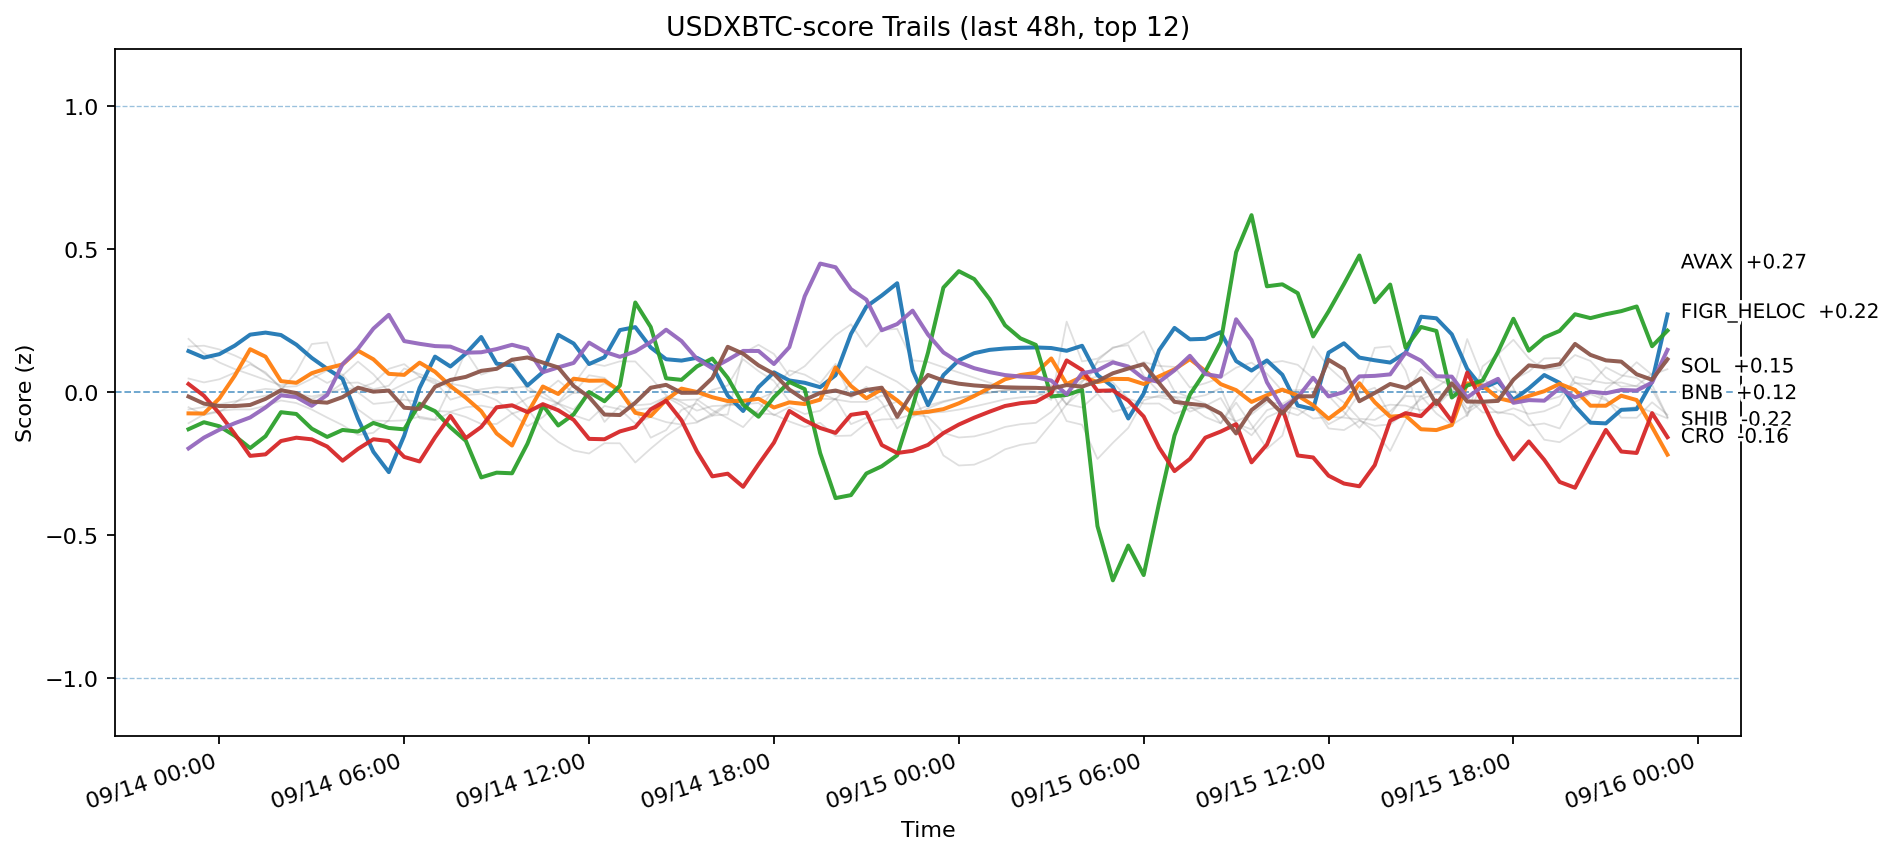 USDXBTC-score Trails (last 48h, top 12)
Score (z)
1.0
0.5
0.0
−0.5
−1.0
AVAX +0.27
FIGR_HELOC +0.22
SOL +0.15
BNB +0.12
SHIB -0.22
CRO -0.16
09/14 00:00
09/14 06:00
09/14 12:00
09/14 18:00
09/15 00:00
09/15 06:00
09/15 12:00
09/15 18:00
09/16 00:00
Time